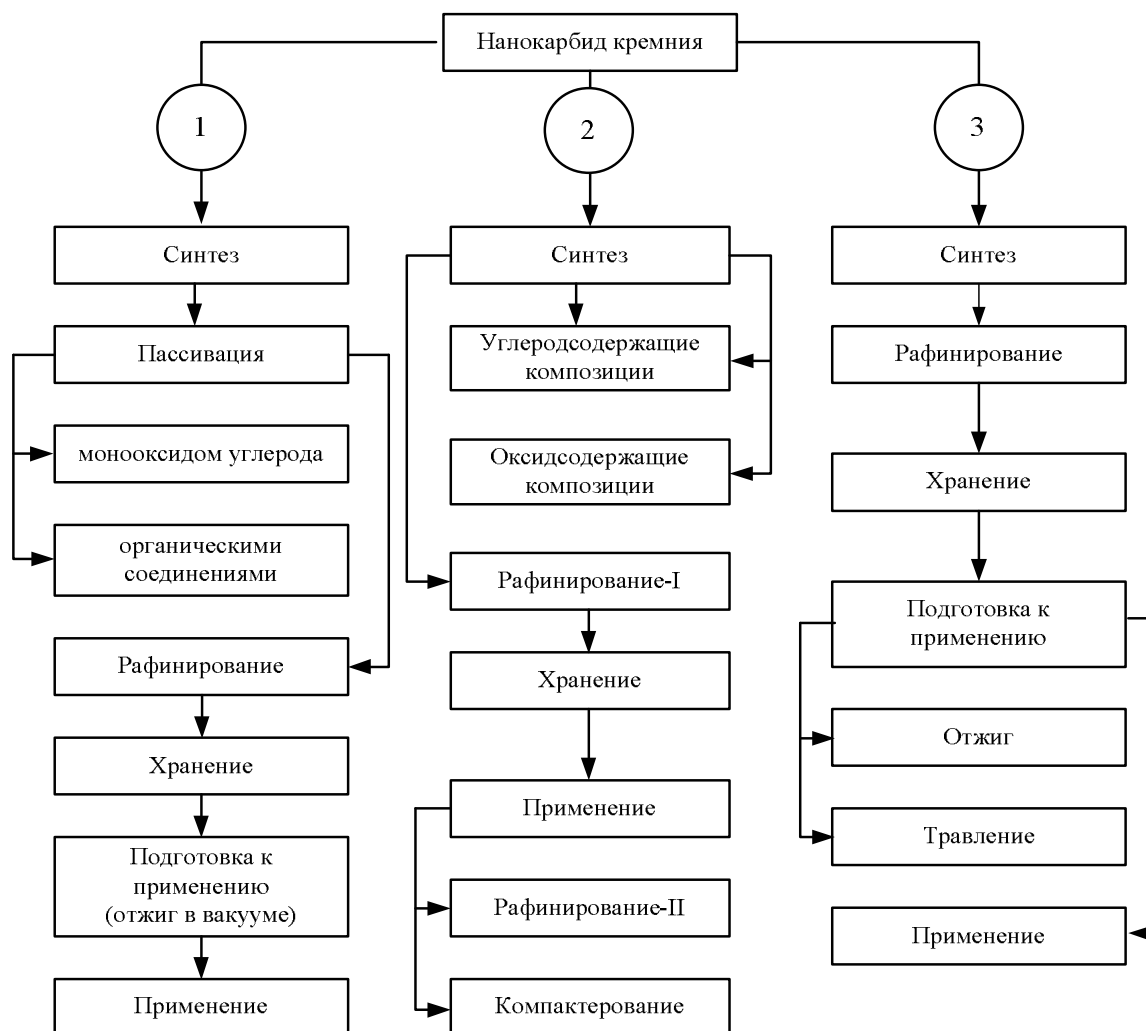 Нанокарбид кремния
1
2
3
Синтез
Пассивация
монооксидом углерода
органическими
соединениями
Рафинирование
Хранение
Подготовка к
применению
(отжиг в вакууме)
Применение
Синтез
Углеродсодержащие
композиции
Оксидсодержащие
композиции
Рафинирование-I
Хранение
Применение
Рафинирование-II
Компактерование
Синтез
Рафинирование
Хранение
Подготовка к
применению
Отжиг
Травление
Применение